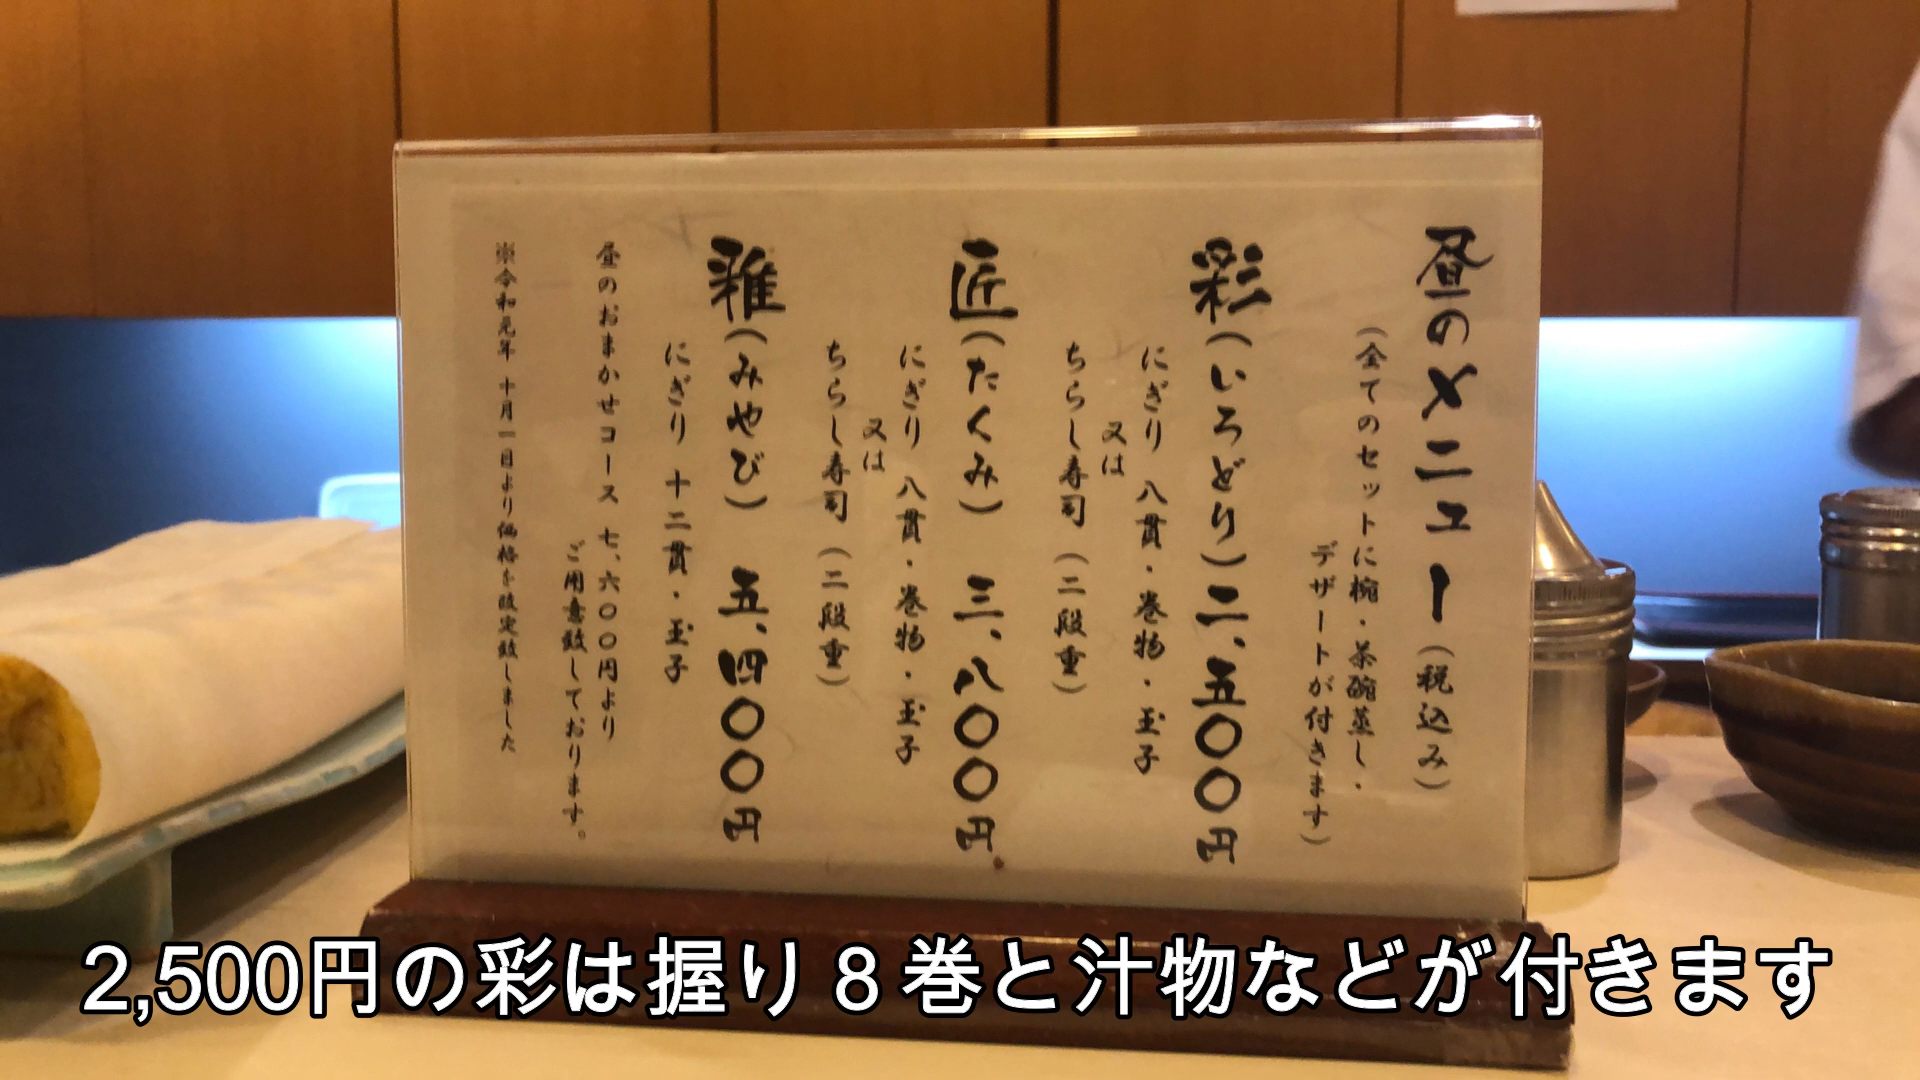 昼のメニュー(税込み)
(全てのセットに椀・茶碗蒸し・
デザートが付きます)
彩(いろどり)二、五〇〇円
にぎり 八貫・巻物・玉子
又は
ちらし寿司(二段重)
匠(たくみ) 三、八〇〇円
にぎり 八貫・巻物・玉子
又は
ちらし寿司(二段重)
雅(みやび) 五、四〇〇円
にぎり 十二貫・玉子
昼のおまかせコース 七、六〇〇円より
ご用意致しております。
※令和元年 十月一日より価格を改定致しました
2,500円の彩は握り8巻と汁物などが付きます